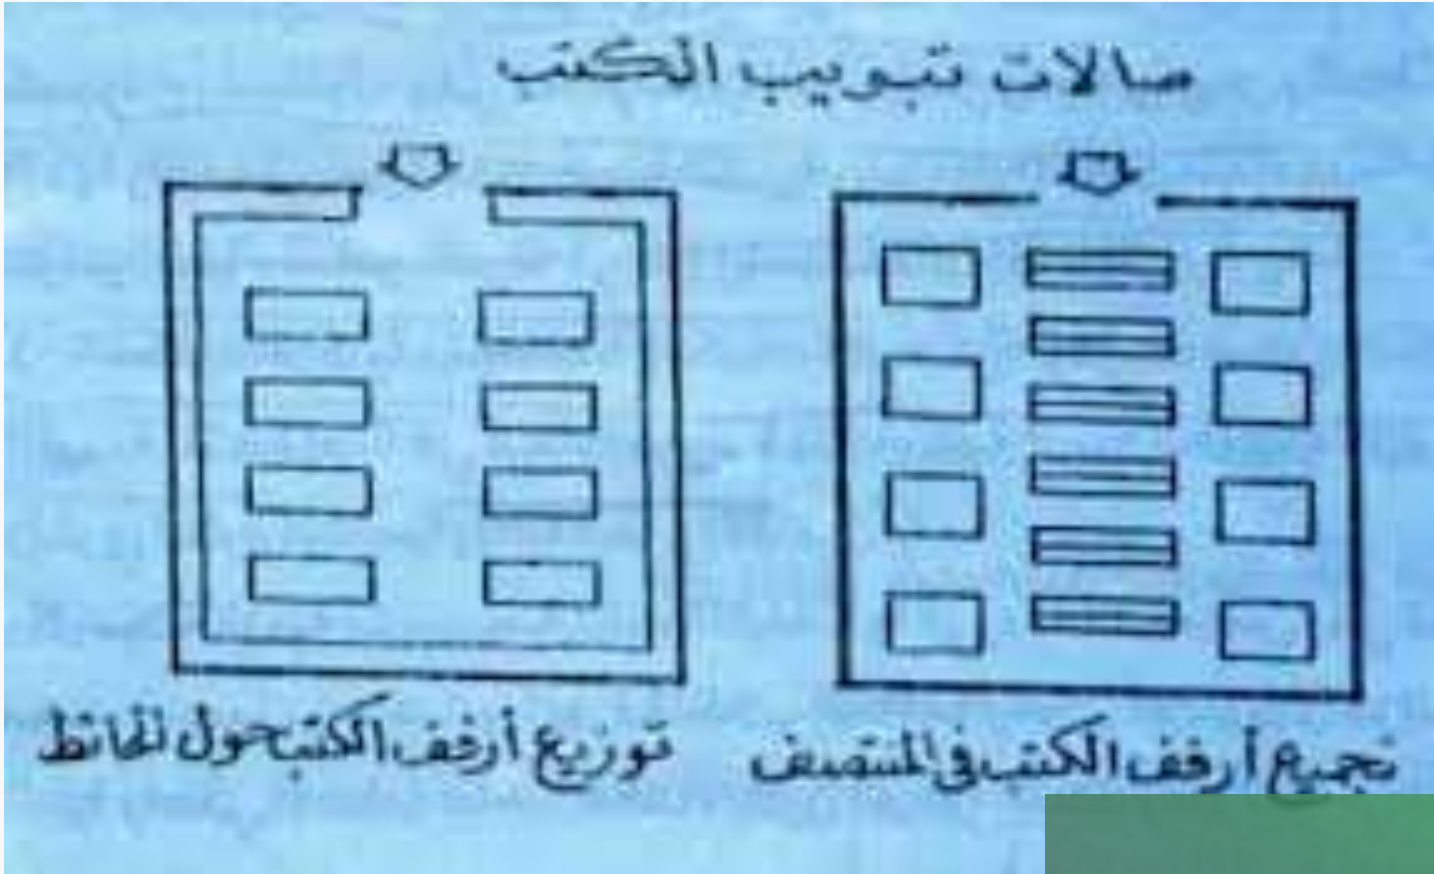 صالات تبويب الكتب
تجميع أرفف الكتب في المنتصف
توزيع أرفف الكتب حول الحائط